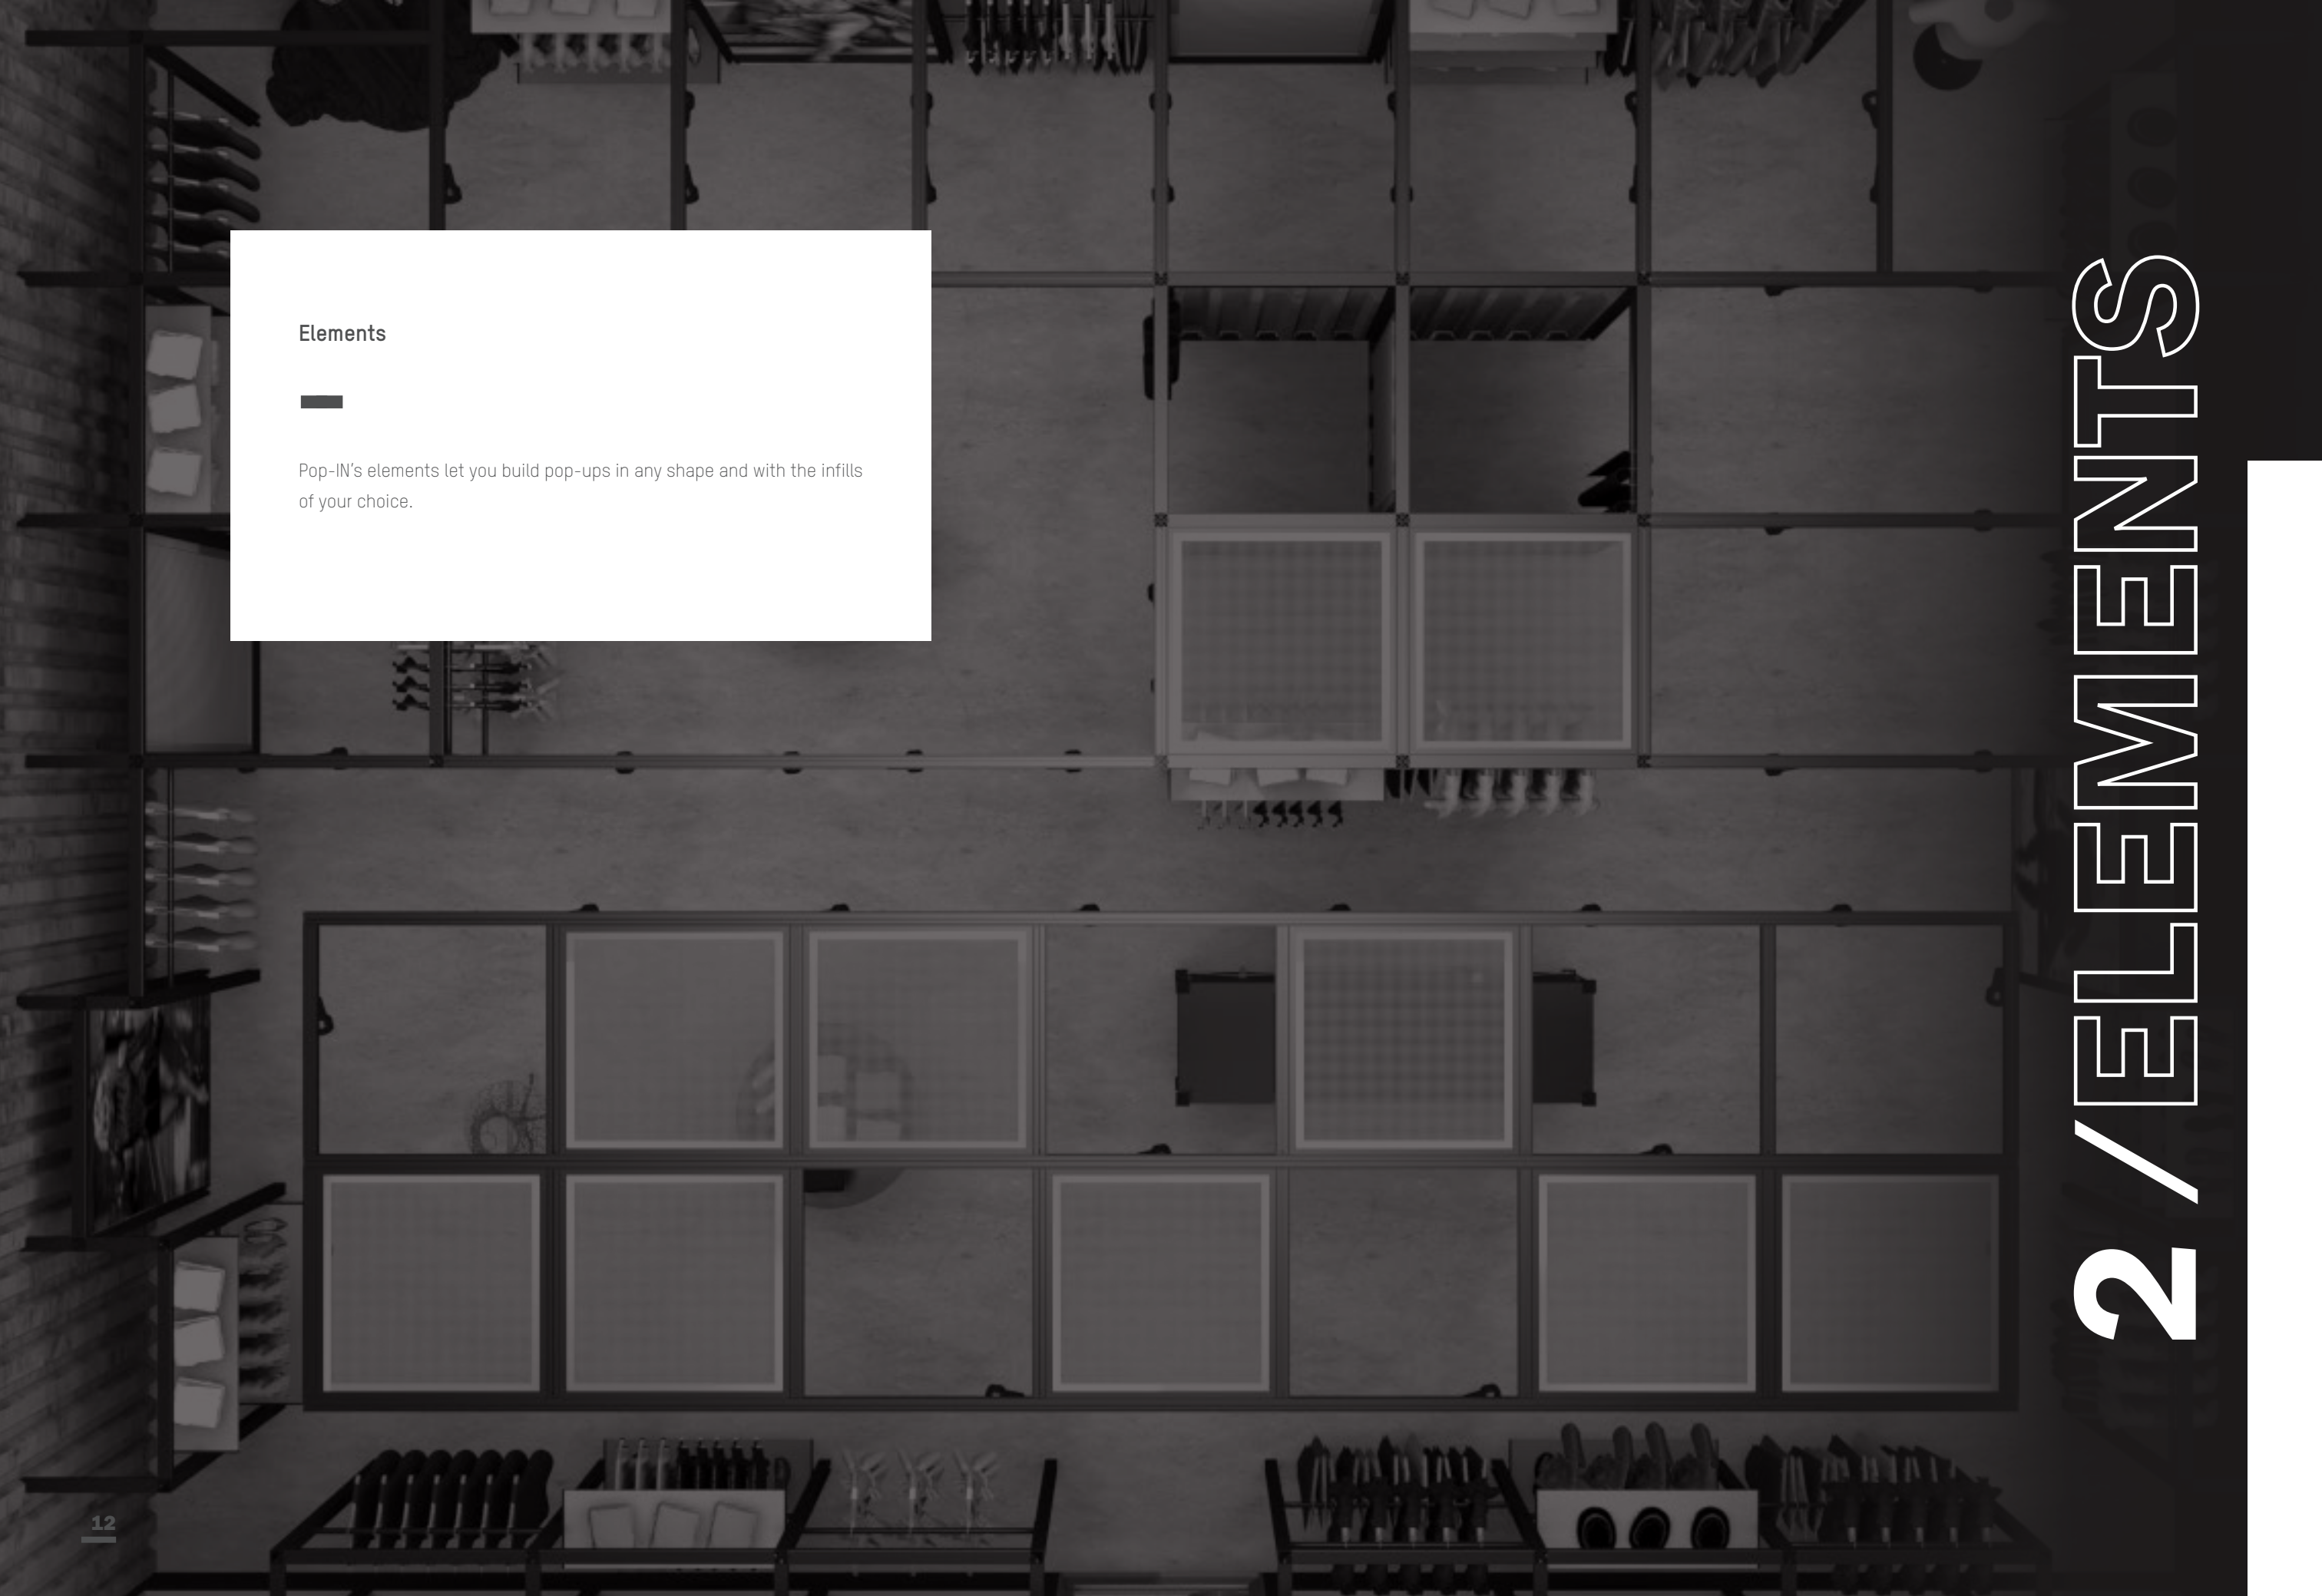 Elements
Pop-IN's elements let you build pop-ups in any shape and with the infills
of your choice.
2 / ELEMENTS
12